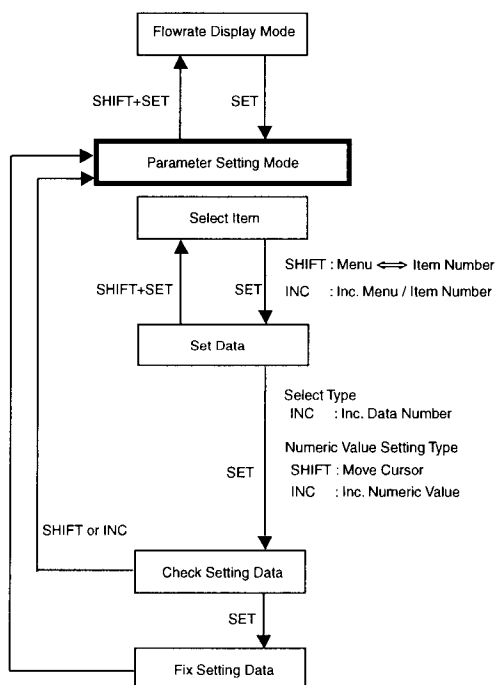 Flowrate Display Mode
SHIFT+SET
SET
Parameter Setting Mode
Select Item
SHIFT : Menu ⇔ Item Number
SHIFT+SET
SET
INC : Inc. Menu / Item Number
Set Data
Select Type
INC : Inc. Data Number
Numeric Value Setting Type
SHIFT : Move Cursor
SET
INC : Inc. Numeric Value
SHIFT or INC
Check Setting Data
SET
Fix Setting Data